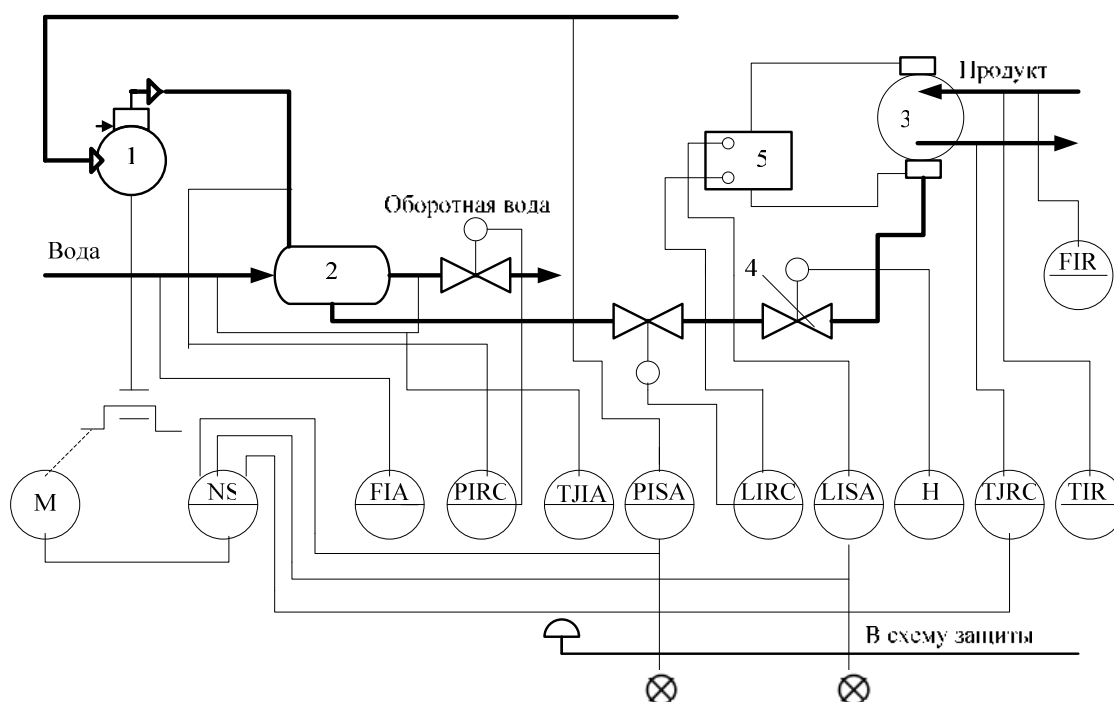 Продукт
3
1
5
Оборотная вода
Вода
2
4
FIR
M
NS
FIA
PIRC
TJIA
PISA
LIRC
LISA
H
TJRC
TIR
В схему защиты